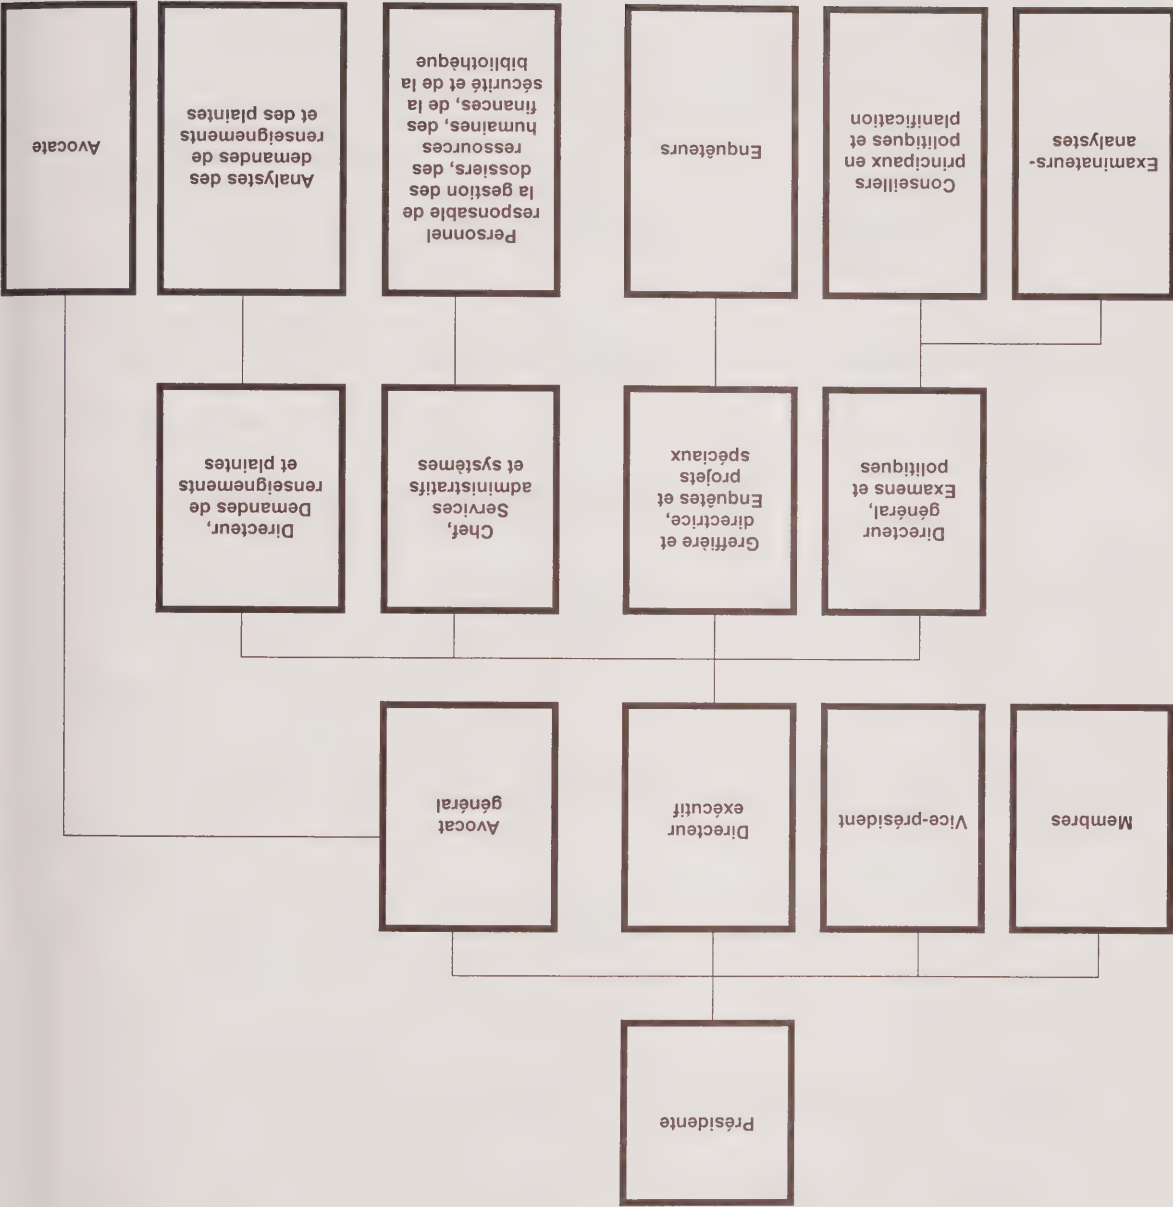 Présidente
Membres
Vice-président
Directeur
exécutif
Avocat
général
Directeur
général,
Examens et
politiques
Greffière et
directrice,
Enquêtes et
projets
spéciaux
Chef,
Services
administratifs
et systèmes
Directeur,
Demandes de
renseignements
et plaintes
Examinateurs-
analystes
Conseillers
principaux en
politiques et
planification
Enquêteurs
Personnel
responsable de
la gestion des
dossiers, des
ressources
humaines, des
finances, de la
sécurité et de la
bibliothèque
Analystes des
demandes de
renseignements
et des plaintes
Avocate